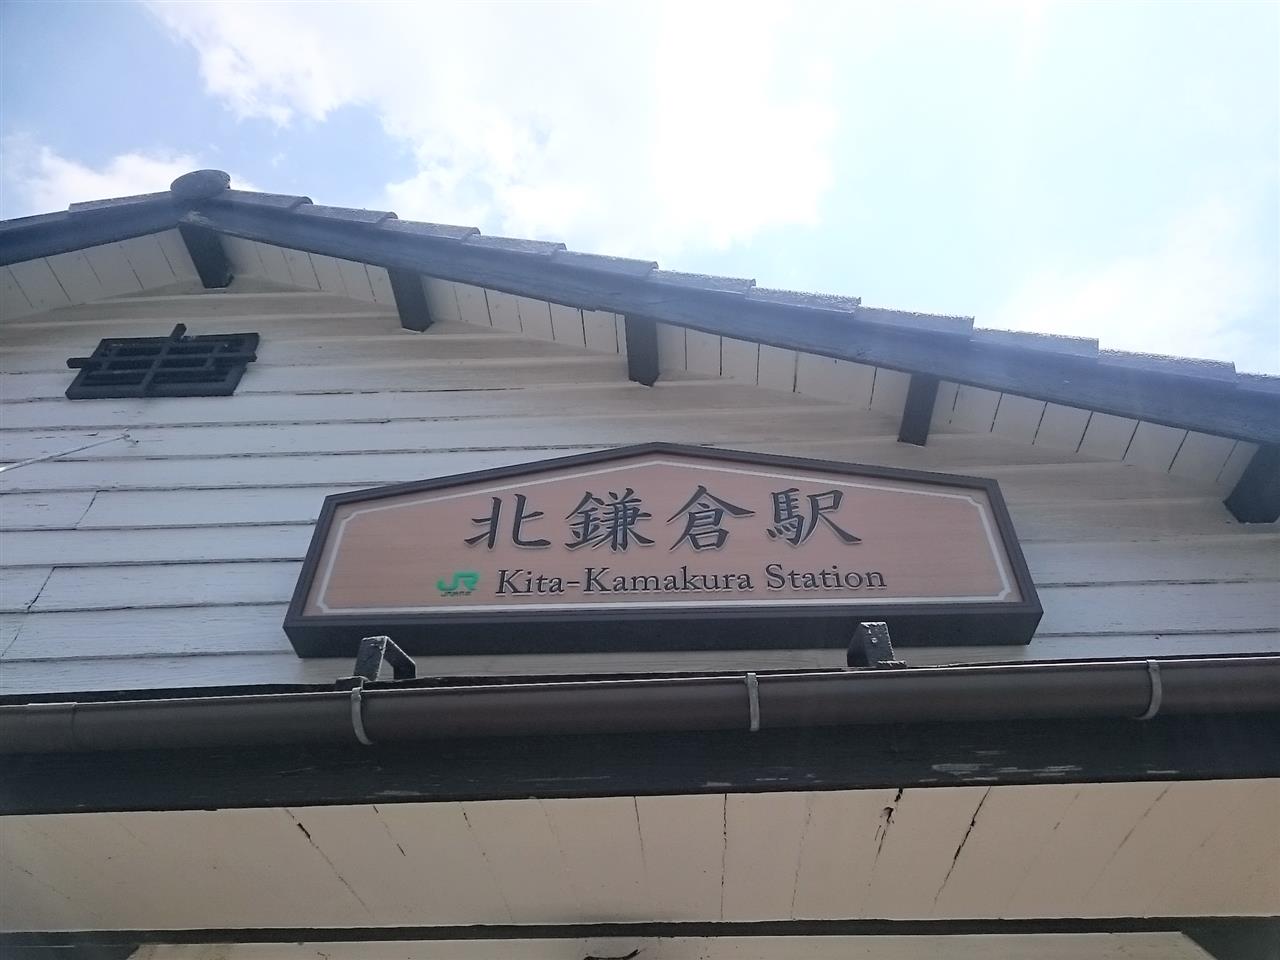 北鎌倉駅
JR Kita-Kamakura Station